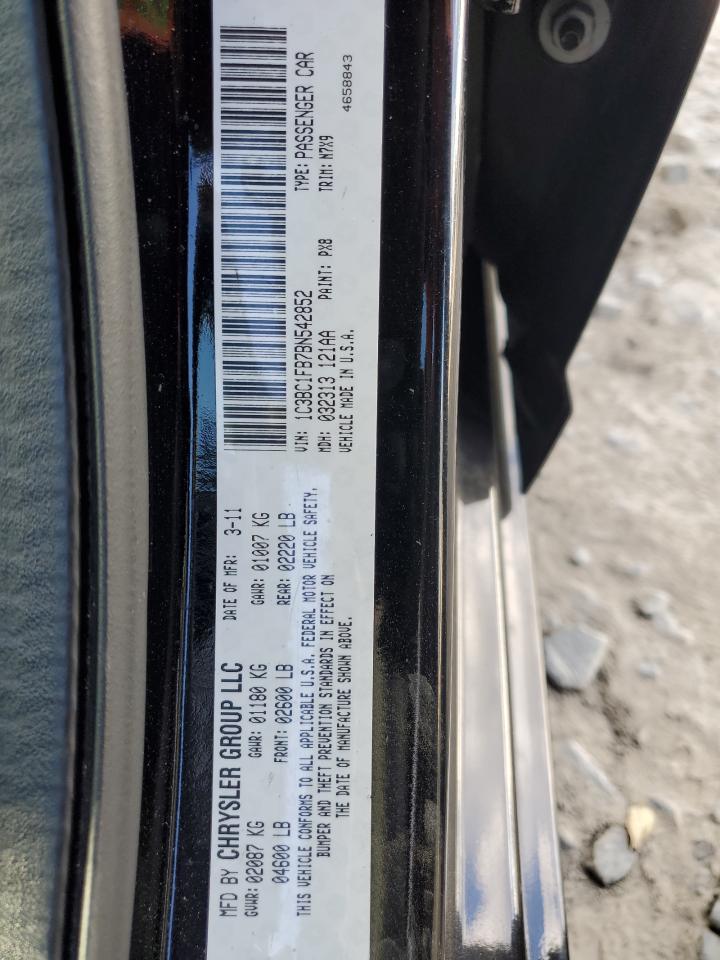 MFD BY CHRYSLER GROUP LLC DATE OF MFR: 3-11
GVWR: 02087 KG GAWR: 01180 KG GAWR: 01007 KG
04600 LB FRONT: 02600 LB REAR: 02220 LB
THIS VEHICLE CONFORMS TO ALL APPLICABLE U.S.A. FEDERAL MOTOR VEHICLE SAFETY,
BUMPER AND THEFT PREVENTION STANDARDS IN EFFECT ON
THE DATE OF MANUFACTURE SHOWN ABOVE.
VIN: 1C3BC1FB7BN542852 TYPE: PASSENGER CAR
MDH: 032313 121AA PAINT: PX8 TRIM: M7X9
VEHICLE MADE IN U.S.A. 4658843